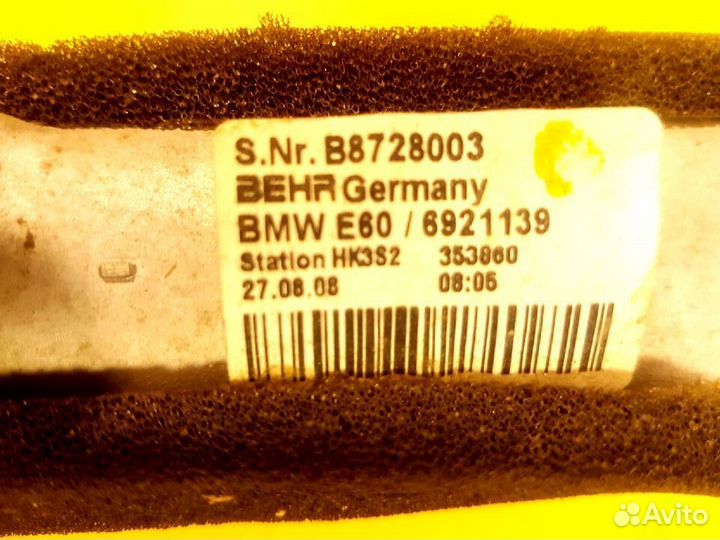 S.Nr. B8728003
BEHR Germany
BMW E60 / 6921139
Station HK3S2 353860
27.08.08 08:05
Avito